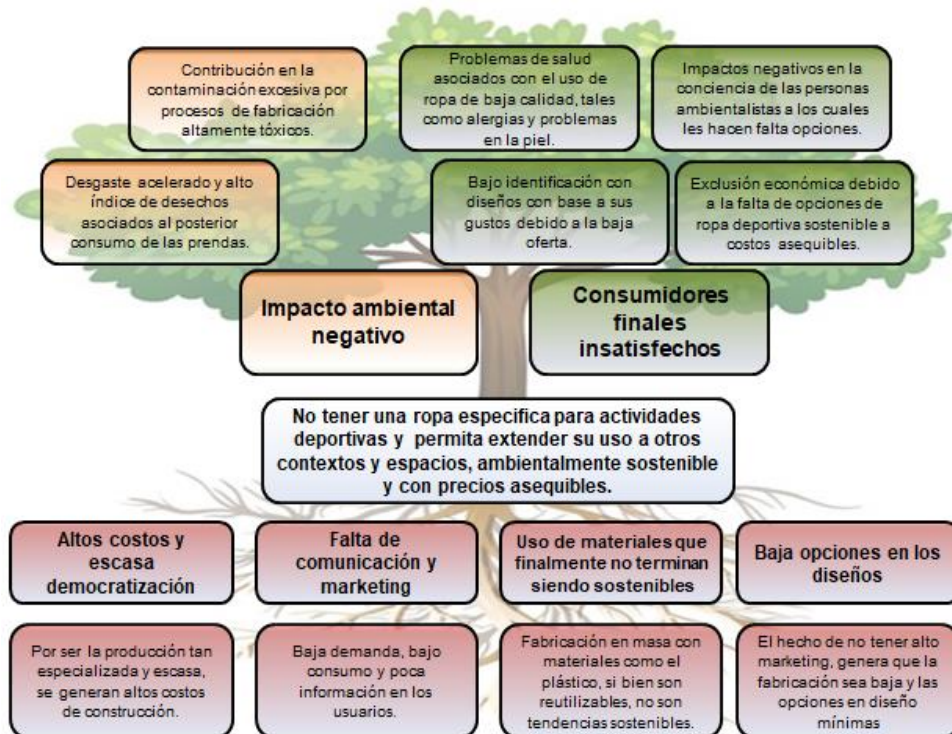 Contribución en la
contaminación excesiva por
procesos de fabricación
altamente tóxicos.
Problemas de salud
asociados con el uso de
ropa de baja calidad, tales
como alergias y problemas
en la piel.
Impactos negativos en la
conciencia de las personas
ambientalistas a los cuales
les hacen falta opciones.
Desgaste acelerado y alto
índice de desechos
asociados al posterior
consumo de las prendas.
Bajo identificación con
diseños con base a sus
gustos debido a la baja
oferta.
Exclusión económica debido
a la falta de opciones de
ropa deportiva sostenible a
costos asequibles.
Impacto ambiental
negativo
Consumidores
finales
insatisfechos
No tener una ropa especifica para actividades
deportivas y permita extender su uso a otros
contextos y espacios, ambientalmente sostenible
y con precios asequibles.
Altos costos y
escasa
democratización
Falta de
comunicación y
marketing
Uso de materiales que
finalmente no terminan
siendo sostenibles
Baja opciones en los
diseños
Por ser la producción tan
especializada y escasa,
se generan altos costos
de construcción.
Baja demanda, bajo
consumo y poca
información en los
usuarios.
Fabricación en masa con
materiales como el
plástico, si bien son
reutilizables, no son
tendencias sostenibles.
El hecho de no tener alto
marketing, genera que la
fabricación sea baja y las
opciones en diseño
mínimas